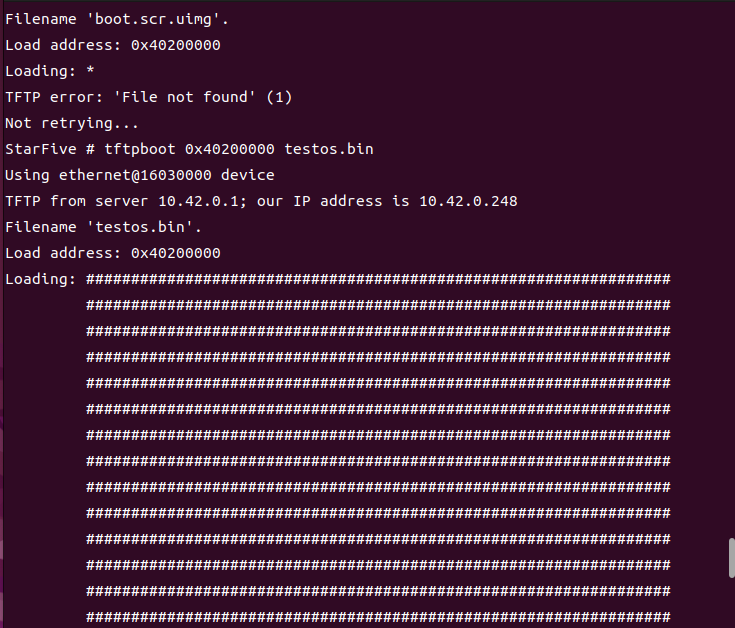 Filename 'boot.scr.uimg'.
Load address: 0x40200000
Loading: *
TFTP error: 'File not found' (1)
Not retrying...
StarFive # tftpboot 0x40200000 testos.bin
Using ethernet@16030000 device
TFTP from server 10.42.0.1; our IP address is 10.42.0.248
Filename 'testos.bin'.
Load address: 0x40200000
Loading: #################################################################
#################################################################
#################################################################
#################################################################
#################################################################
#################################################################
#################################################################
#################################################################
#################################################################
#################################################################
#################################################################
#################################################################
#################################################################
#################################################################